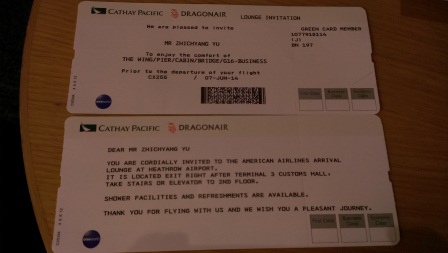 CATHAY PACIFIC DRAGONAIR LOUNGE INVITATION
We are pleased to invite GREEN CARD MEMBER
MR ZHICHYANG YU (J)
To enjoy the comfort of
THE WING/PIER/CABIN/BRIDGE/G16-BUSINESS
Prior to the departure of your flight
/ 07-JUN-14
CATHAY PACIFIC DRAGONAIR
DEAR MR ZHICHYANG YU
YOU ARE CORDIALLY INVITED TO THE AMERICAN AIRLINES ARRIVAL
LOUNGE AT HEATHROW AIRPORT.
IT IS LOCATED EXIT RIGHT AFTER TERMINAL 3 CUSTOMS HALL.
TAKE STAIRS OR ELEVATOR TO 2ND FLOOR.
SHOWER FACILITIES AND REFRESHMENTS ARE AVAILABLE.
THANK YOU FOR FLYING WITH US AND WE WISH YOU A PLEASANT JOURNEY.